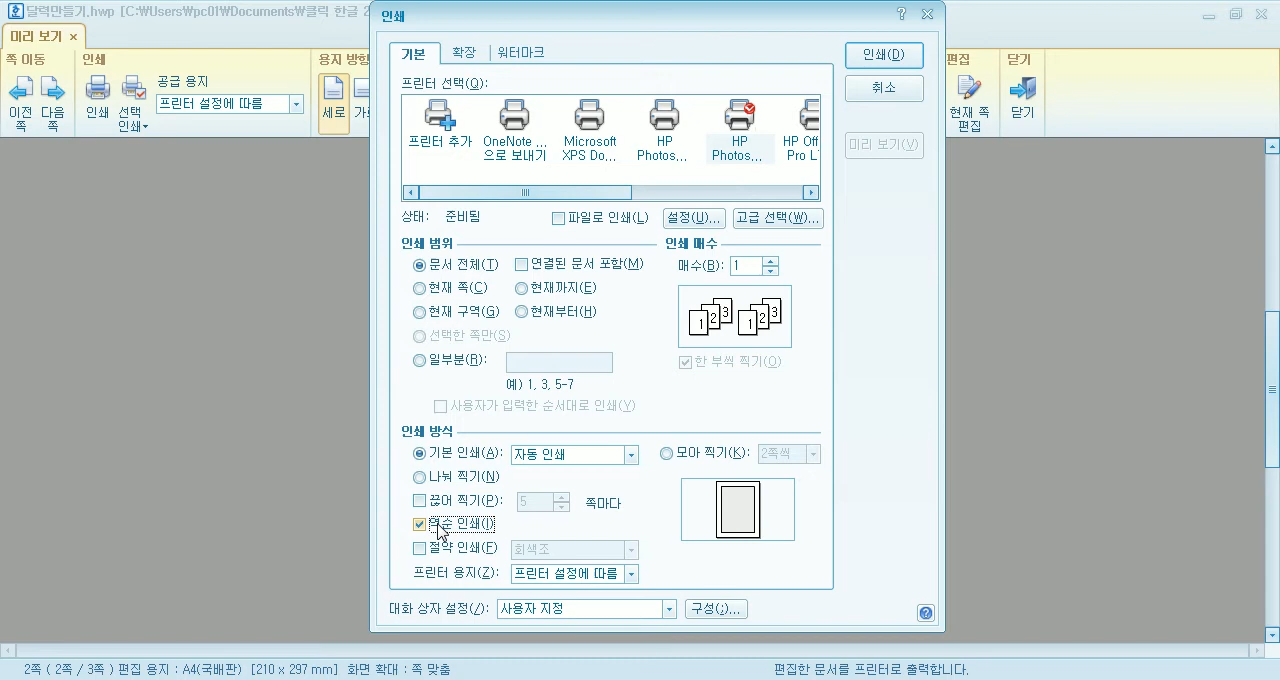 달력만들기.hwp [C:₩Users₩pc01₩Documents₩클릭 한글 2
미리 보기 ×
쪽 이동
인쇄
용지 방향
편집
닫기
이전 쪽
다음 쪽
인쇄
선택 인쇄
공급 용지
프린터 설정에 따름
세로
가로
현재 쪽 편집
닫기
인쇄
기본
확장
워터마크
인쇄(D)
취소
미리 보기(V)
프린터 선택(O):
프린터 추가
OneNote ... 으로 보내기
Microsoft XPS Do...
HP Photos...
HP Photos...
HP Off Pro L
상태: 준비됨
파일로 인쇄(L)
설정(U)...
고급 선택(W)...
인쇄 범위
문서 전체(T)
연결된 문서 포함(M)
현재 쪽(C)
현재까지(E)
현재 구역(G)
현재부터(H)
선택한 쪽만(S)
일부분(R):
예) 1, 3, 5-7
사용자가 입력한 순서대로 인쇄(Y)
인쇄 매수
매수(B): 1
1 2 3 1 2 3
한 부씩 찍기(O)
인쇄 방식
기본 인쇄(A): 자동 인쇄
모아 찍기(K): 2쪽씩
나눠 찍기(N)
끊어 찍기(P): 5 쪽마다
역순 인쇄(I)
절약 인쇄(F) 회색조
프린터 용지(Z): 프린터 설정에 따름
대화 상자 설정(/): 사용자 지정
구성(;)...
2쪽 ( 2쪽 / 3쪽 ) 편집 용지 : A4(국배판) [210 x 297 mm] 화면 확대 : 쪽 맞춤
편집한 문서를 프린터로 출력합니다.